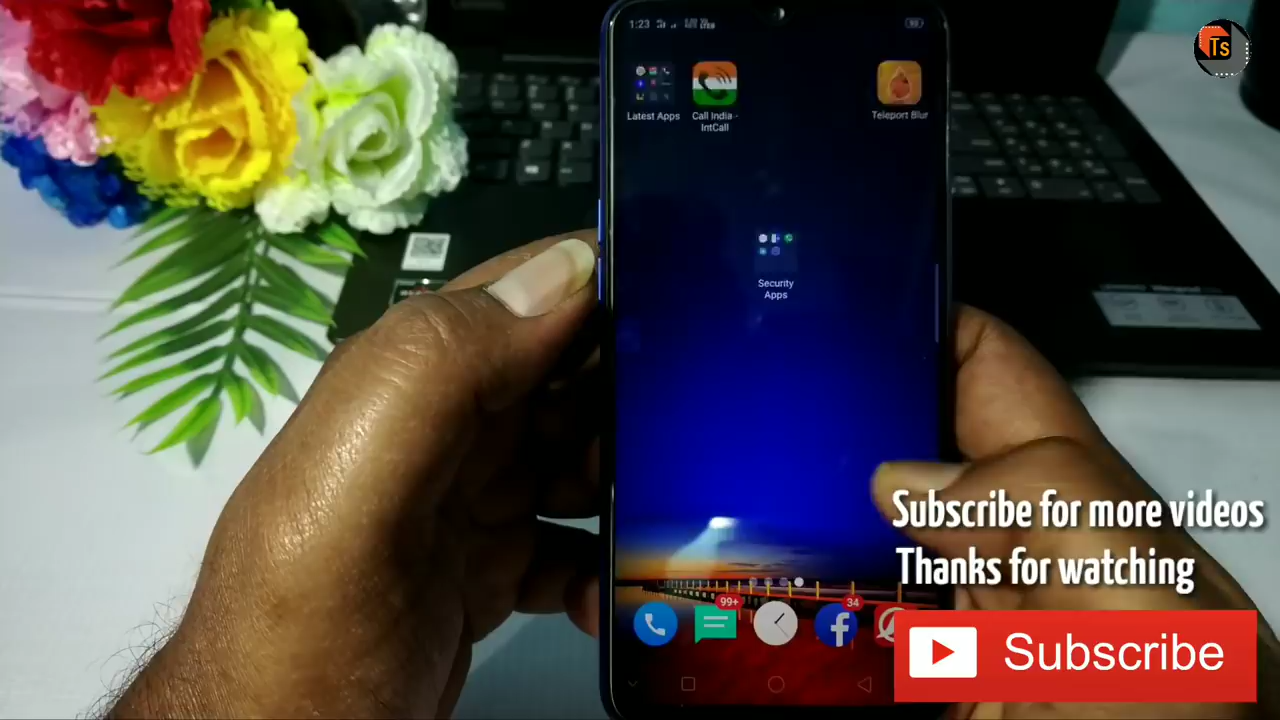 1:23
Ts
Latest Apps
Call India -
IntCall
Teleport Blur
Security
Apps
Subscribe for more videos
Thanks for watching
99+
34
Subscribe